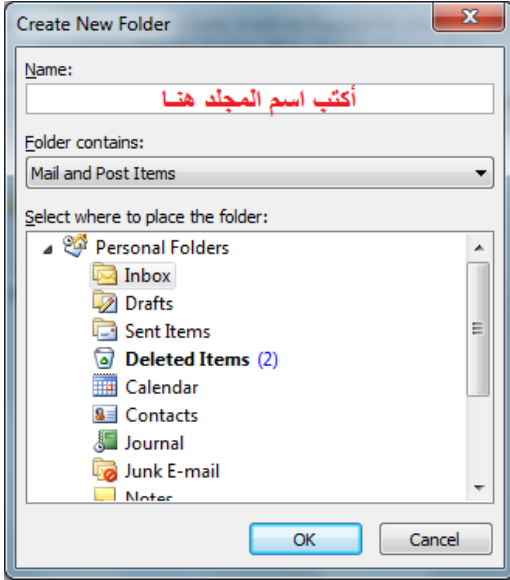 Create New Folder
Name:
أكتب اسم المجلد هنـا
Folder contains:
Mail and Post Items
Select where to place the folder:
Personal Folders
Inbox
Drafts
Sent Items
Deleted Items (2)
Calendar
Contacts
Journal
Junk E-mail
Notes
OK Cancel